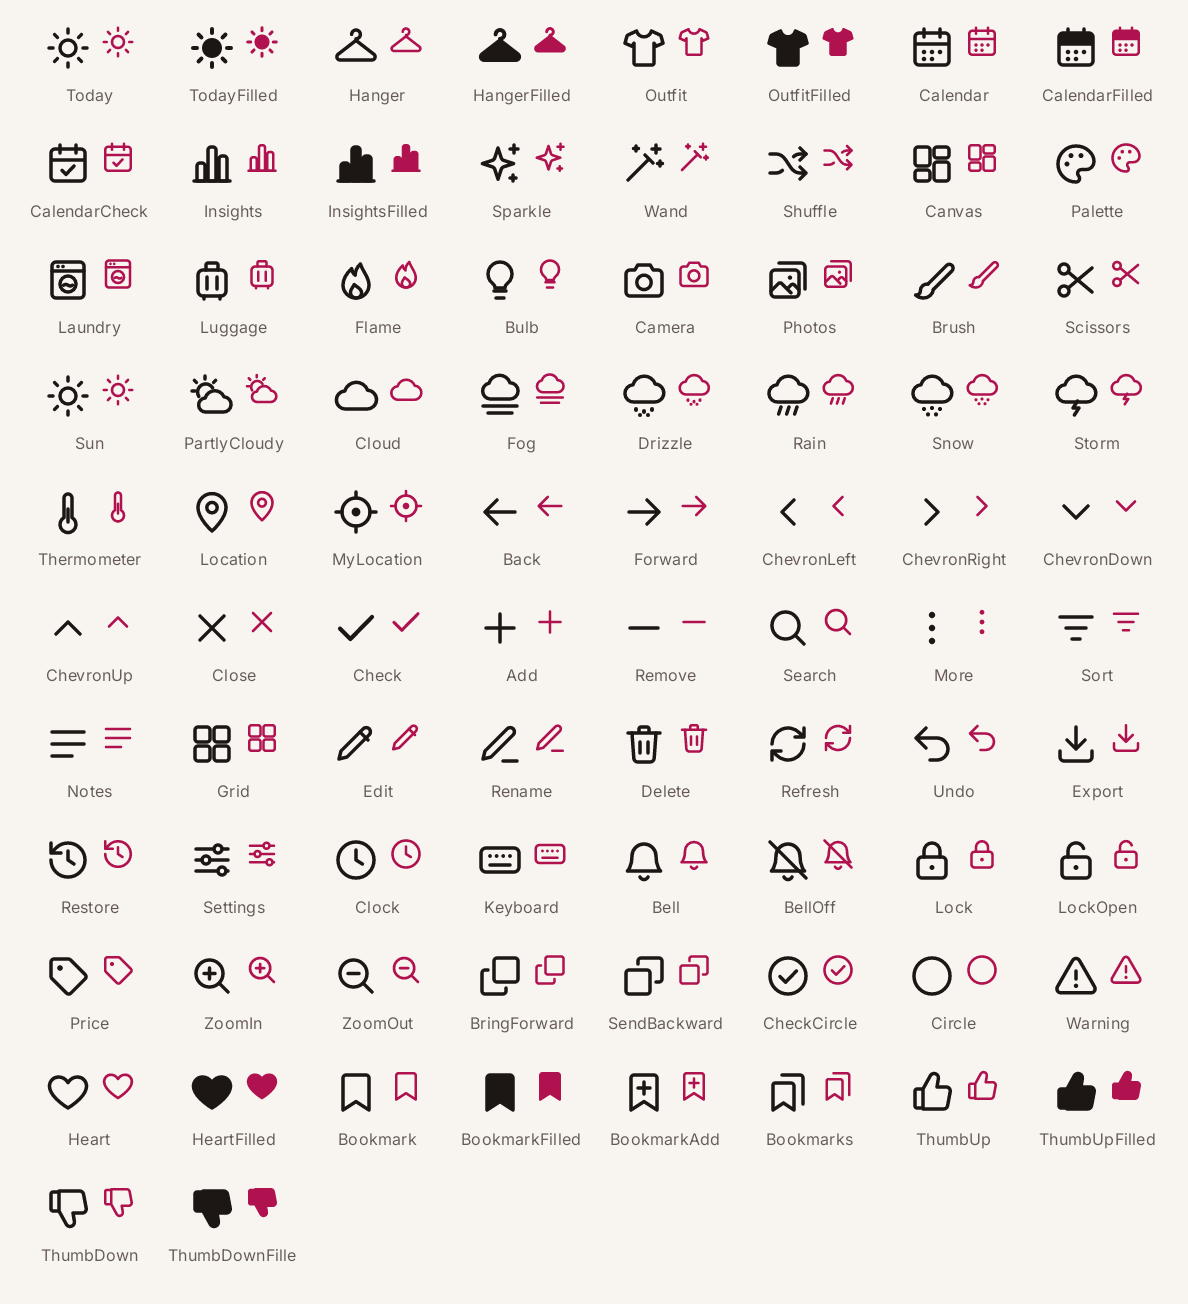 Today TodayFilled Hanger HangerFilled Outfit OutfitFilled Calendar CalendarFilled
CalendarCheck Insights InsightsFilled Sparkle Wand Shuffle Canvas Palette
Laundry Luggage Flame Bulb Camera Photos Brush Scissors
Sun PartlyCloudy Cloud Fog Drizzle Rain Snow Storm
Thermometer Location MyLocation Back Forward ChevronLeft ChevronRight ChevronDown
ChevronUp Close Check Add Remove Search More Sort
Notes Grid Edit Rename Delete Refresh Undo Export
Restore Settings Clock Keyboard Bell BellOff Lock LockOpen
Price ZoomIn ZoomOut BringForward SendBackward CheckCircle Circle Warning
Heart HeartFilled Bookmark BookmarkFilled BookmarkAdd Bookmarks ThumbUp ThumbUpFilled
ThumbDown ThumbDownFille